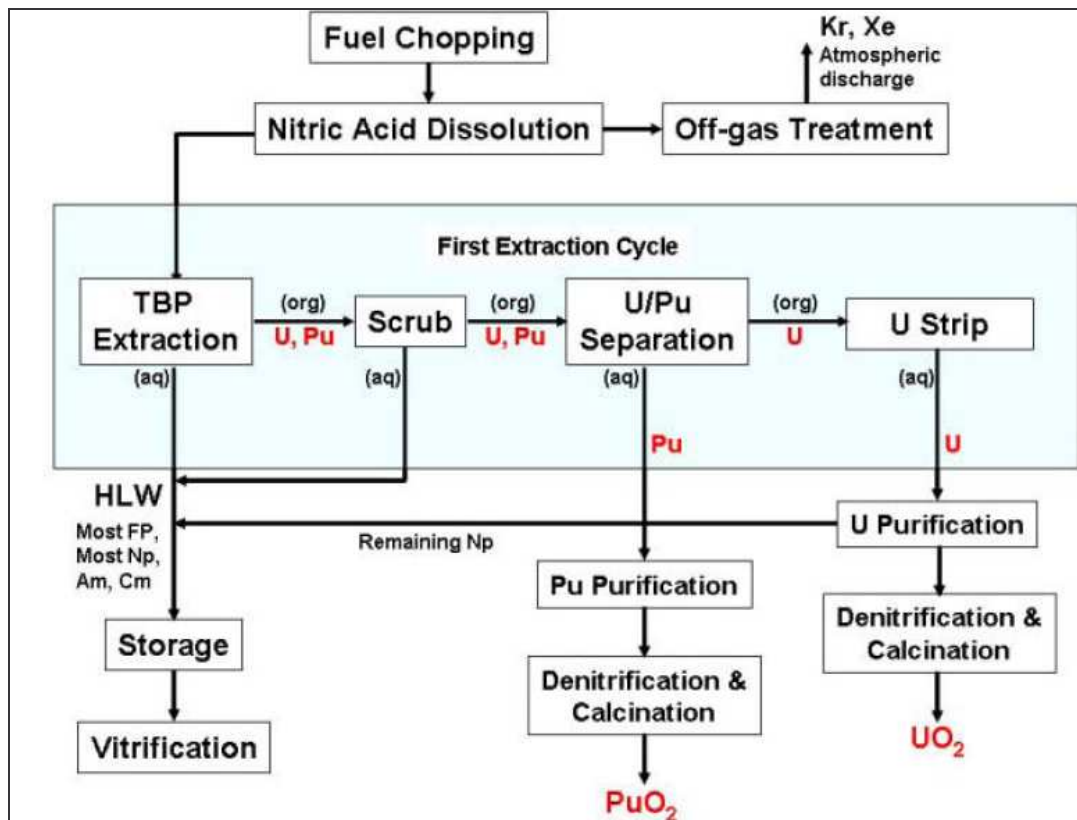 Fuel Chopping
Kr, Xe
Atmospheric
discharge
Nitric Acid Dissolution
Off-gas Treatment
First Extraction Cycle
TBP
Extraction
(org)
U, Pu
Scrub
(org)
U, Pu
U/Pu
Separation
(org)
U
U Strip
(aq)
(aq)
(aq)
(aq)
Pu
U
HLW
Most FP,
Most Np,
Am, Cm
Remaining Np
U Purification
Pu Purification
Storage
Denitrification &
Calcination
Denitrification &
Calcination
Vitrification
UO₂
PuO₂